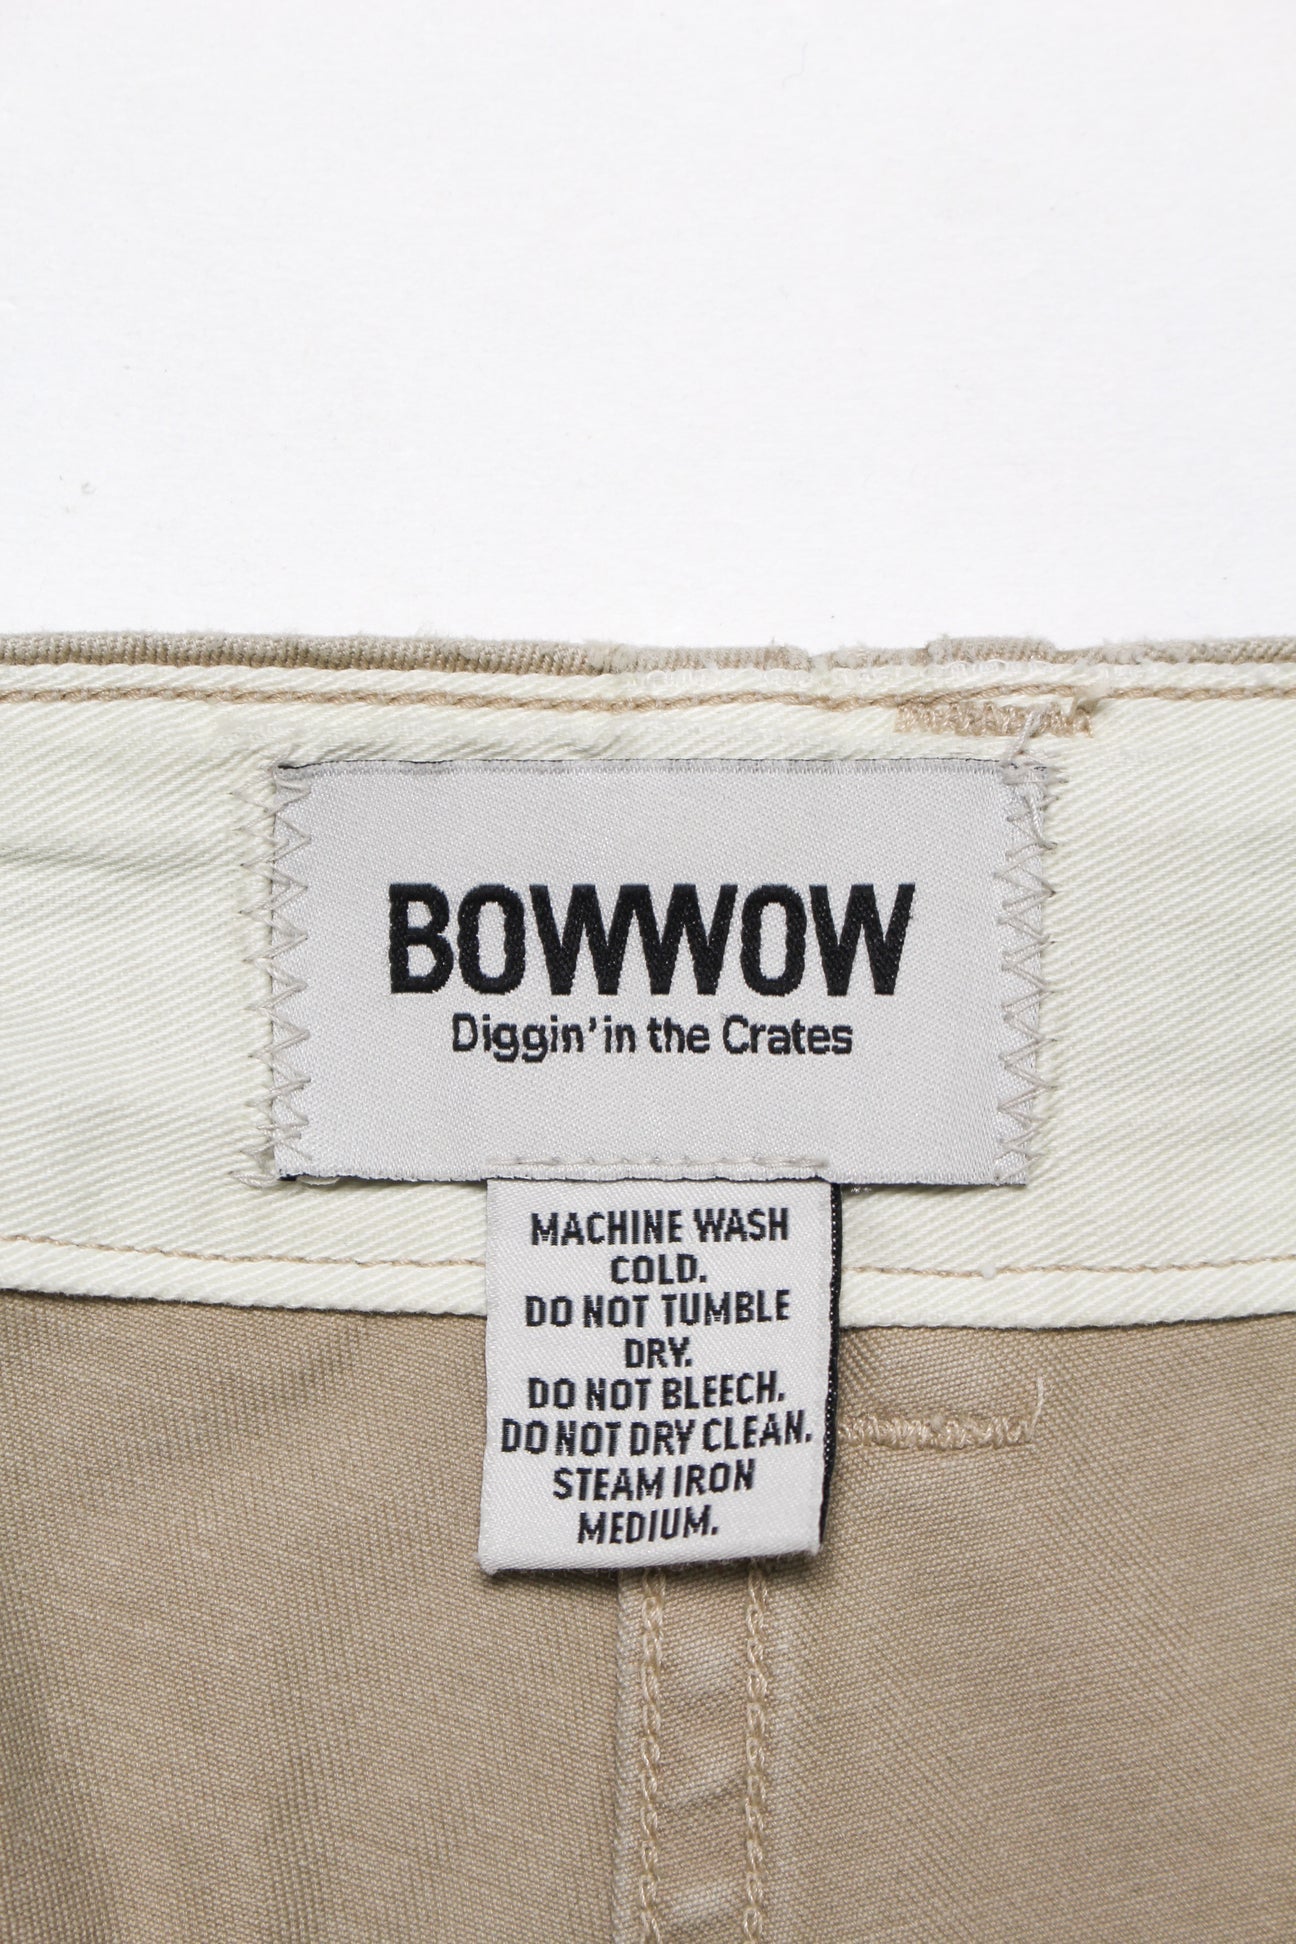 BOWWOW
Diggin' in the Crates
MACHINE WASH
COLD.
DO NOT TUMBLE
DRY.
DO NOT BLEECH.
DO NOT DRY CLEAN.
STEAM IRON
MEDIUM.